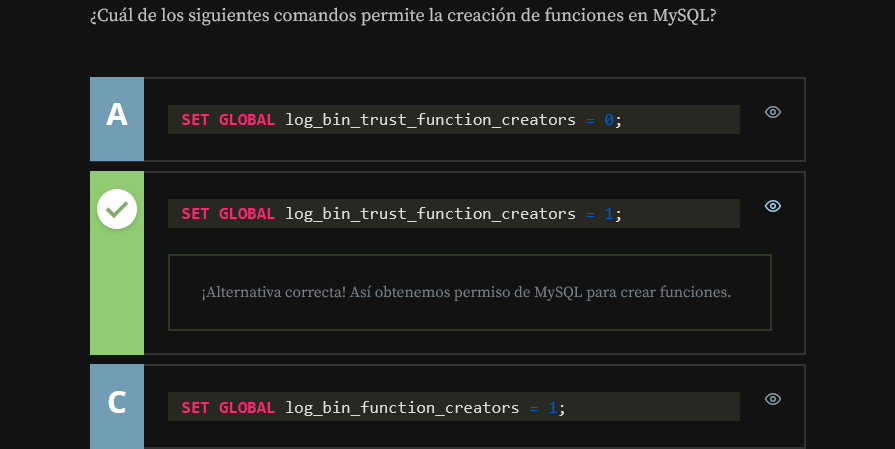 ¿Cuál de los siguientes comandos permite la creación de funciones en MySQL?
A
SET GLOBAL log_bin_trust_function_creators = 0;
SET GLOBAL log_bin_trust_function_creators = 1;
¡Alternativa correcta! Así obtenemos permiso de MySQL para crear funciones.
C
SET GLOBAL log_bin_function_creators = 1;